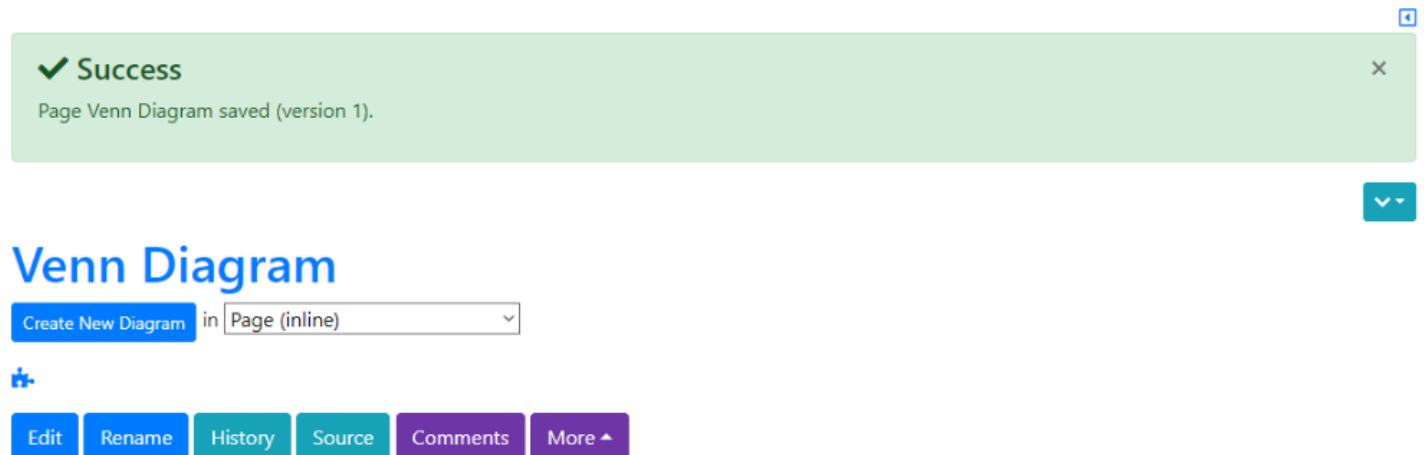 Success
Page Venn Diagram saved (version 1).
Venn Diagram
Create New Diagram in Page (inline)
Edit Rename History Source Comments More